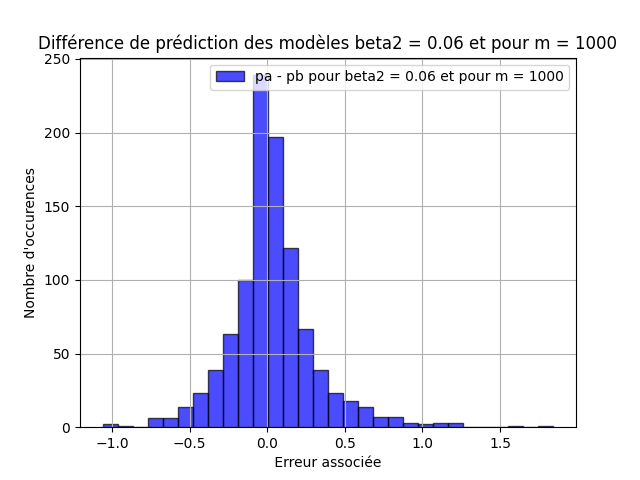 Différence de prédiction des modèles beta2 = 0.06 et pour m = 1000
pa - pb pour beta2 = 0.06 et pour m = 1000
250
200
150
100
50
0
Nombre d'occurences
−1.0 −0.5 0.0 0.5 1.0 1.5
Erreur associée